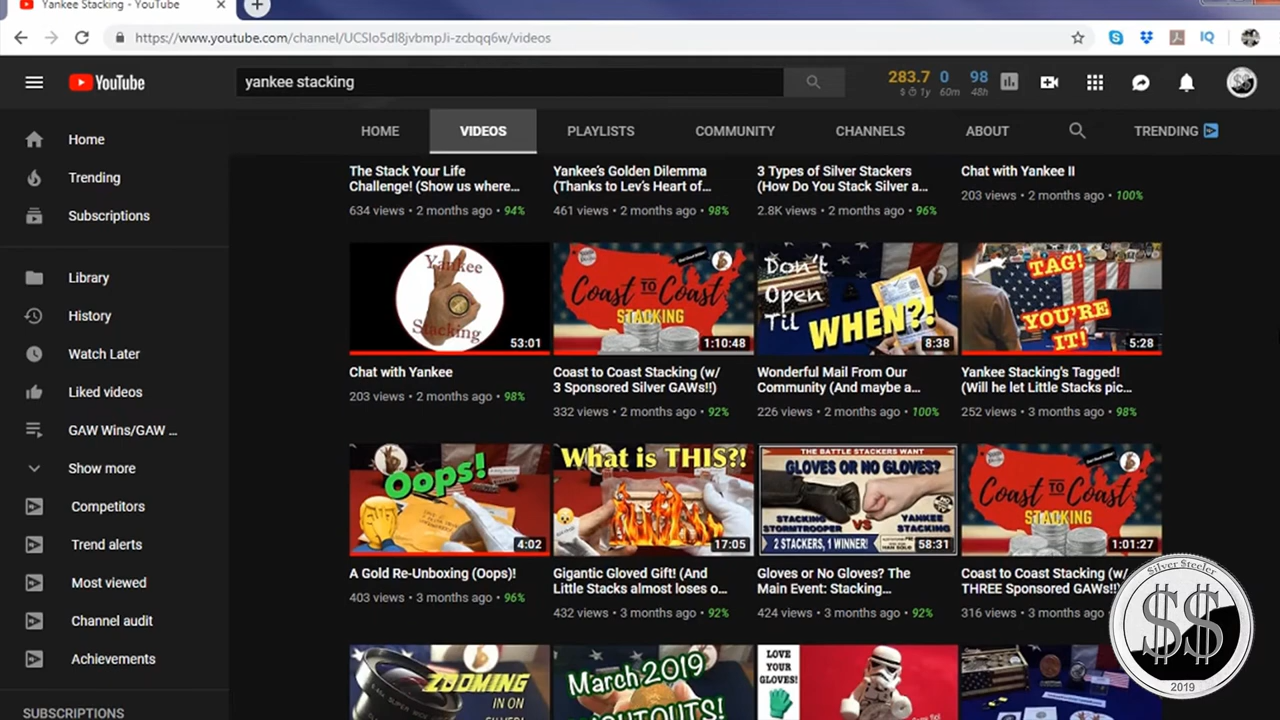 Yankee Stacking - YouTube
https://www.youtube.com/channel/UCSlo5dl8jvbmpJi-zcbqq6w/videos
YouTube
yankee stacking
283.7 0 98
$ 1y 60m 48h
HOME VIDEOS PLAYLISTS COMMUNITY CHANNELS ABOUT TRENDING
Home
Trending
Subscriptions
Library
History
Watch Later
Liked videos
GAW Wins/GAW ...
Show more
Competitors
Trend alerts
Most viewed
Channel audit
Achievements
SUBSCRIPTIONS
The Stack Your Life
Challenge! (Show us where...
634 views • 2 months ago • 94%
Yankee's Golden Dilemma
(Thanks to Lev's Heart of...
461 views • 2 months ago • 98%
3 Types of Silver Stackers
(How Do You Stack Silver a...
2.8K views • 2 months ago • 96%
Chat with Yankee II
203 views • 2 months ago • 100%
Yankee
Stacking
53:01
Chat with Yankee
203 views • 2 months ago • 98%
COAST TO COAST
STACKING
1:10:48
Coast to Coast Stacking (w/
3 Sponsored Silver GAWs!!)
332 views • 2 months ago • 92%
Don't
Open
Til
WHEN?!
8:38
Wonderful Mail From Our
Community (And maybe a...
226 views • 2 months ago • 100%
TAG!
YOU'RE
IT!
5:28
Yankee Stacking's Tagged!
(Will he let Little Stacks pic...
252 views • 3 months ago • 98%
Oops!
4:02
A Gold Re-Unboxing (Oops)!
403 views • 3 months ago • 96%
What is THIS?!
17:05
Gigantic Gloved Gift! (And
Little Stacks almost loses o...
432 views • 3 months ago • 92%
THE BATTLE STACKERS WANT
GLOVES OR NO GLOVES?
STACKING
STORMTROOPER
VS
YANKEE
STACKING
2 STACKERS, 1 WINNER!
58:31
Gloves or No Gloves? The
Main Event: Stacking...
424 views • 3 months ago • 92%
COAST TO COAST
STACKING
1:01:27
Coast to Coast Stacking (w/
THREE Sponsored GAWs!!)
316 views • 3 months ago
ZOOMING
IN ON
SILVER!
March 2019
LOVE
YOUR
GLOVES!
Silver Steeler
$$
2019